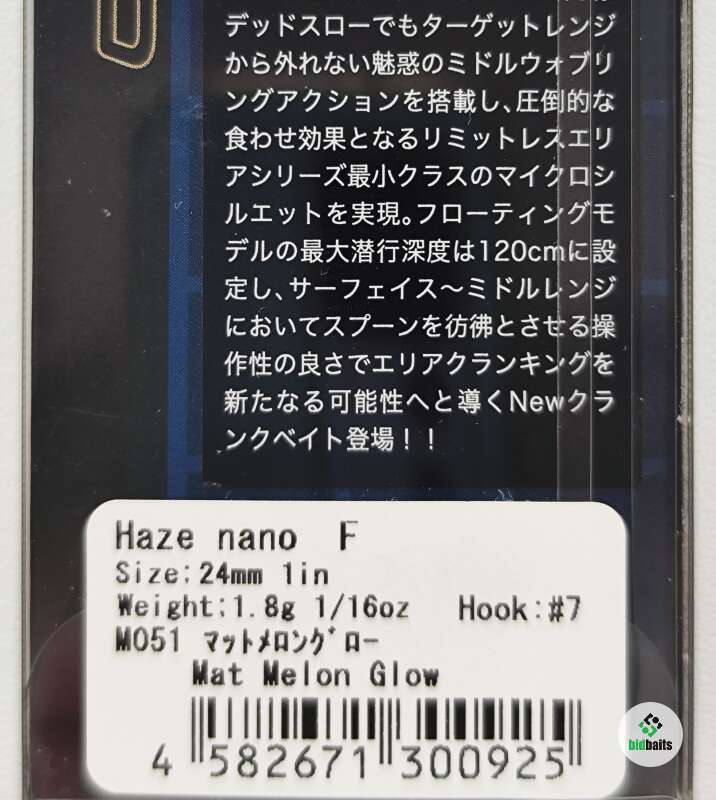 デッドスローでもターゲットレンジ
から外れない魅惑のミドルウォブリ
ングアクションを搭載し、圧倒的な
食わせ効果となるリミットレスエリ
アシリーズ最小クラスのマイクロシ
ルエットを実現。フローティングモ
デルの最大潜行深度は120cmに設
定し、サーフェイス〜ミドルレンジ
においてスプーンを彷彿とさせる操
作性の良さでエリアクランキングを
新たなる可能性へと導くNewクラ
ンクベイト登場！！
Haze nano F
Size:24mm 1in
Weight:1.8g 1/16oz Hook:#7
M051 マットメロングロー
Mat Melon Glow
4 582671 300925
bidbaits